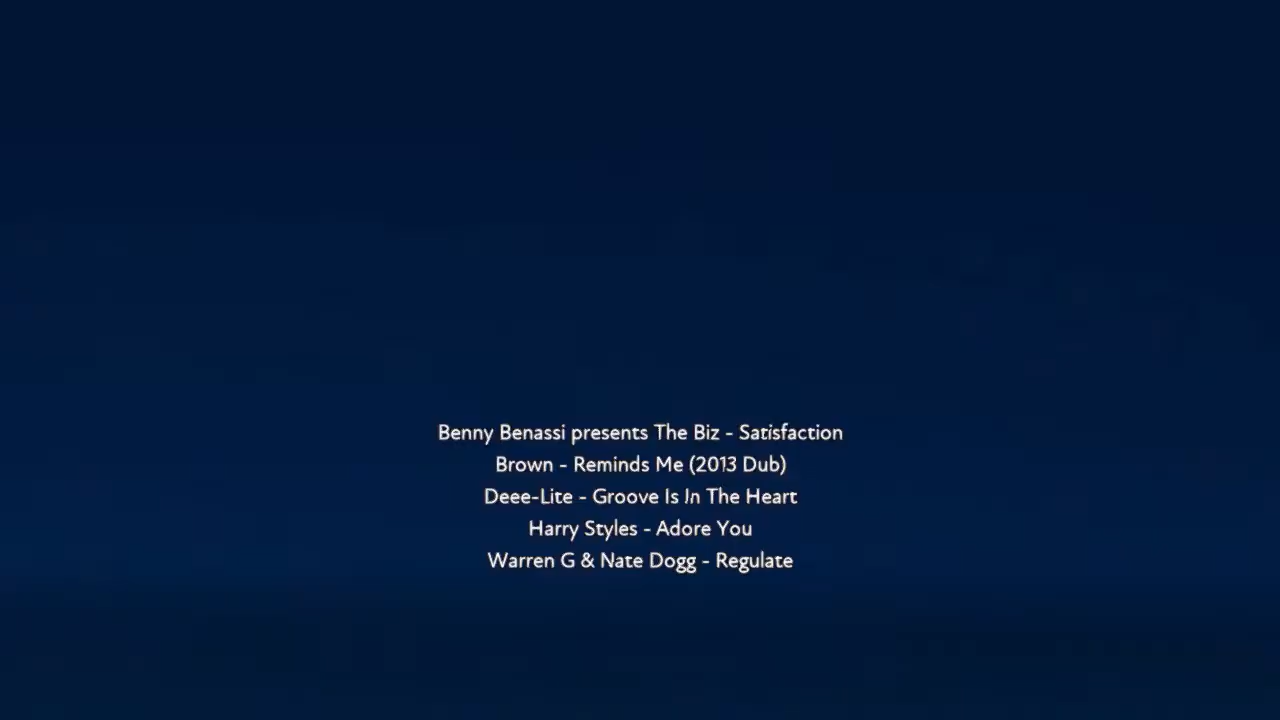 Benny Benassi presents The Biz - Satisfaction
Brown - Reminds Me (2013 Dub)
Deee-Lite - Groove Is In The Heart
Harry Styles - Adore You
Warren G & Nate Dogg - Regulate